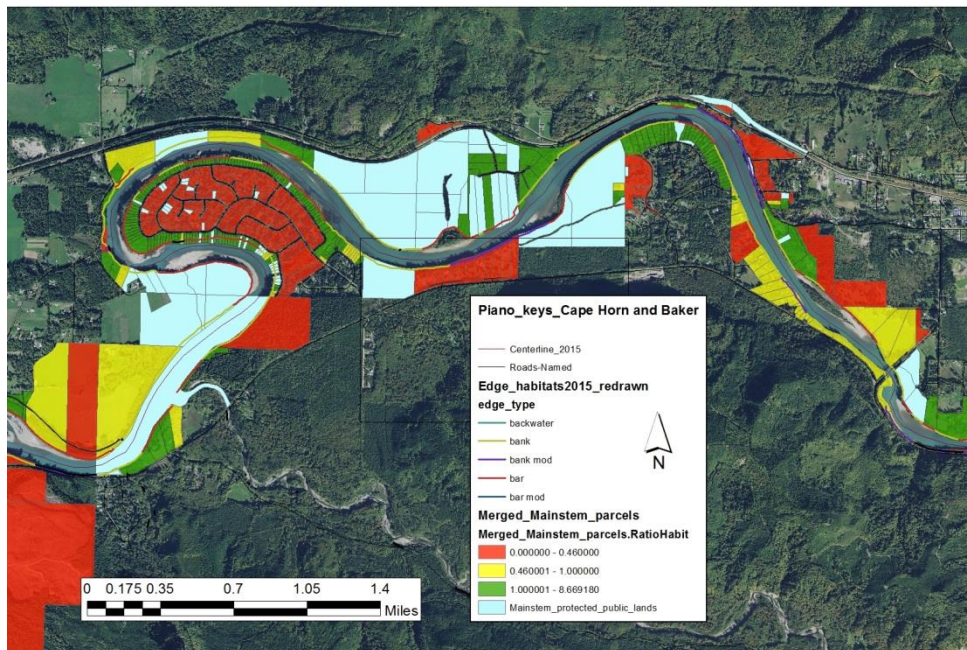 Piano_keys_Cape Horn and Baker
Centerline_2015
Roads-Named
Edge_habitats2015_redrawn
edge_type
backwater
bank
bank mod
bar
bar mod
Merged_Mainstem_parcels
Merged_Mainstem_parcels.RatioHabit
0.000000 - 0.460000
0.460001 - 1.000000
1.000001 - 8.669180
Mainstem_protected_public_lands
N
0 0.175 0.35 0.7 1.05 1.4
Miles